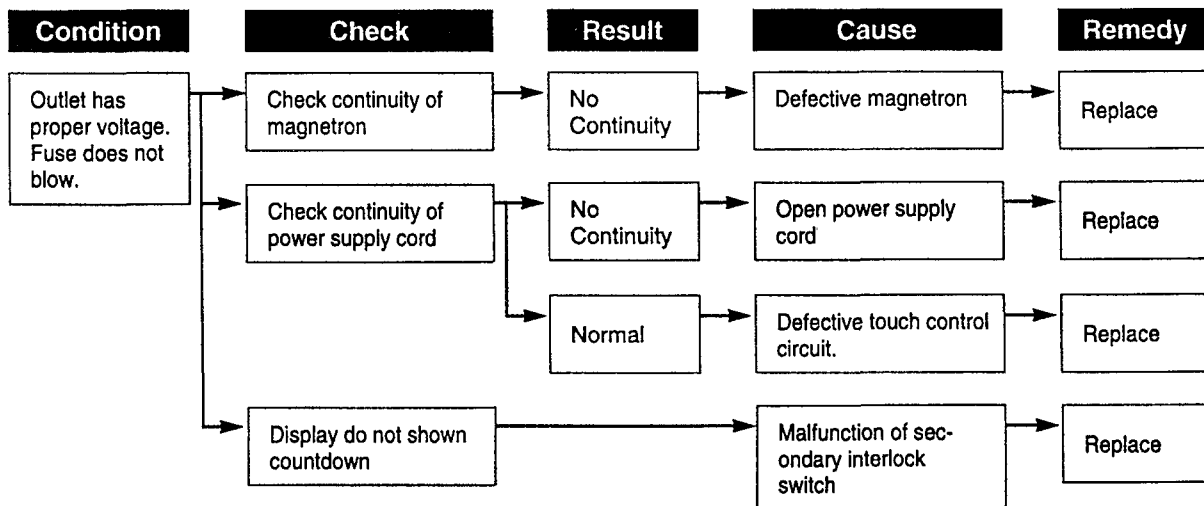 Condition
Check
Result
Cause
Remedy
Outlet has
proper voltage.
Fuse does not
blow.
Check continuity of
magnetron
No
Continuity
Defective magnetron
Replace
Check continuity of
power supply cord
No
Continuity
Open power supply
cord
Replace
Normal
Defective touch control
circuit.
Replace
Display do not shown
countdown
Malfunction of sec-
ondary interlock
switch
Replace